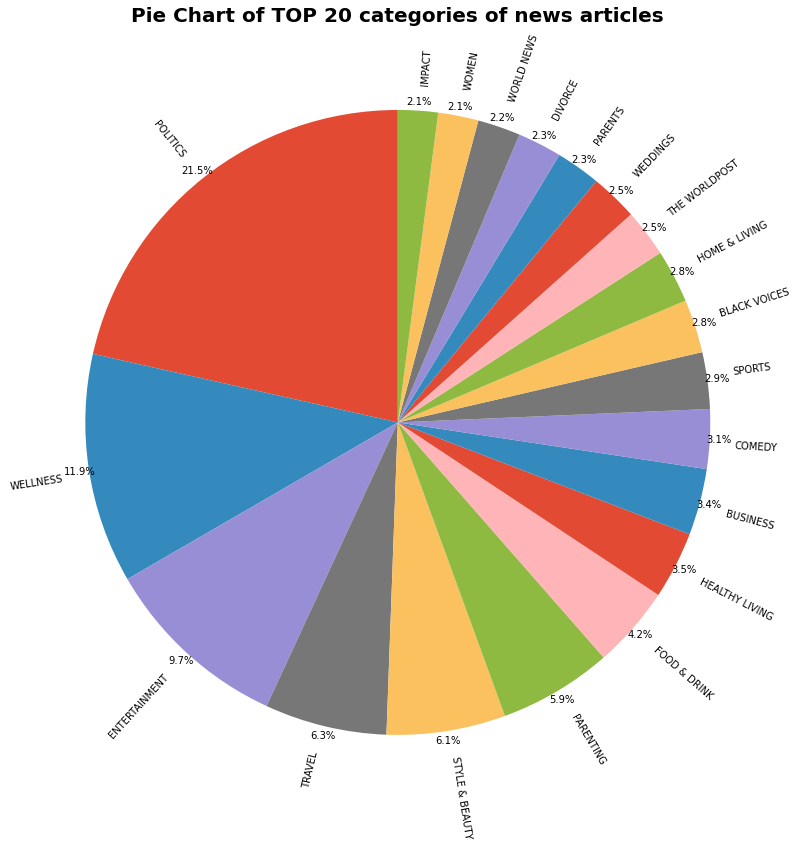 Pie Chart of TOP 20 categories of news articles
POLITICS
21.5%
WELLNESS
11.9%
ENTERTAINMENT
9.7%
TRAVEL
6.3%
STYLE & BEAUTY
6.1%
PARENTING
5.9%
FOOD & DRINK
4.2%
HEALTHY LIVING
3.5%
BUSINESS
3.4%
COMEDY
3.1%
SPORTS
2.9%
BLACK VOICES
2.8%
HOME & LIVING
2.8%
THE WORLDPOST
2.5%
WEDDINGS
2.5%
PARENTS
2.3%
DIVORCE
2.3%
WORLD NEWS
2.2%
WOMEN
2.1%
IMPACT
2.1%